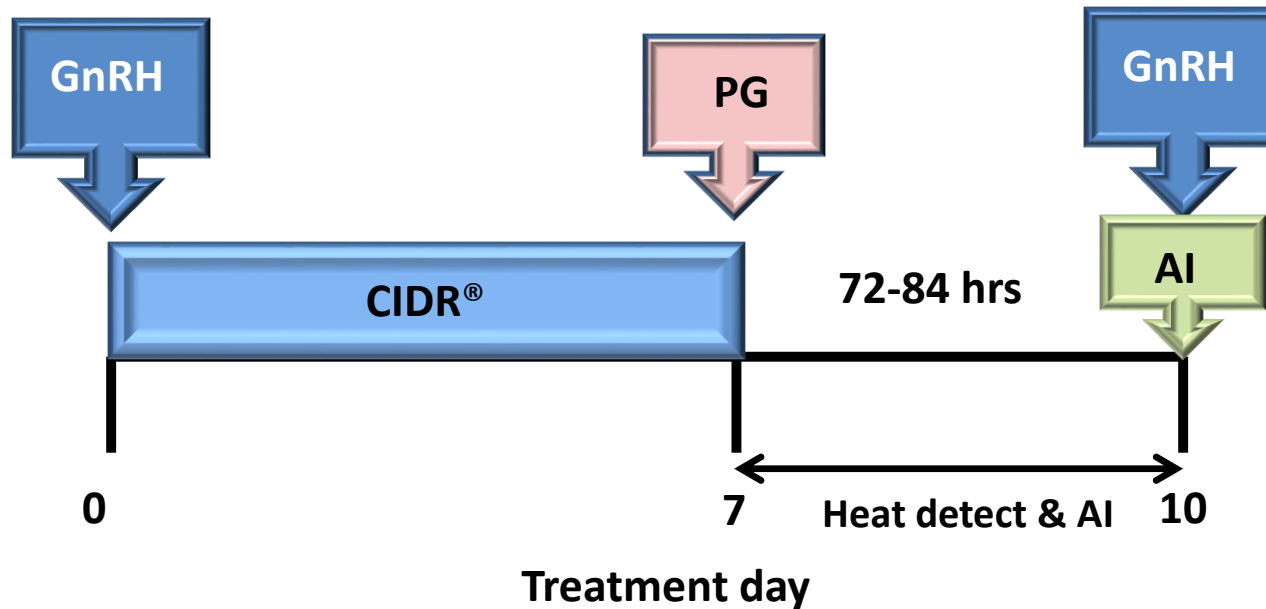 GnRH
PG
GnRH
CIDR®
72-84 hrs
AI
0
7
Heat detect & AI
10
Treatment day